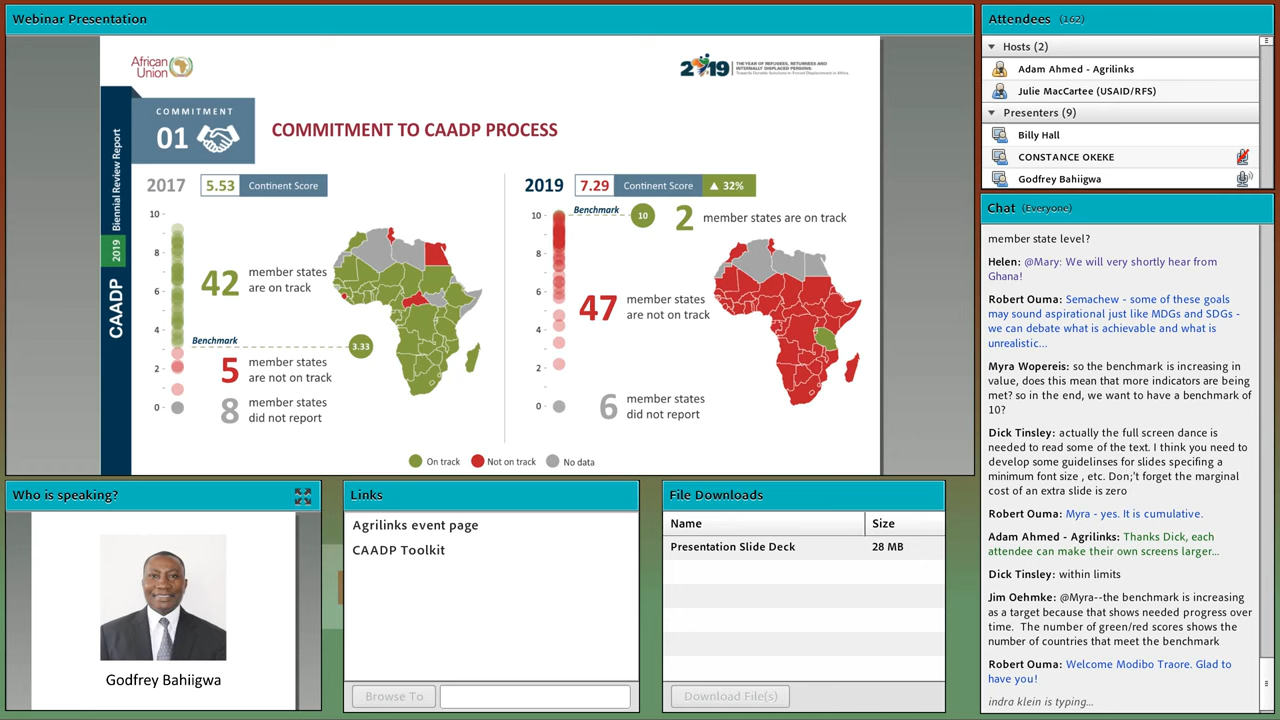 Webinar Presentation
African
Union
2019
THE YEAR OF REFUGEES, RETURNEES AND
INTERNALLY DISPLACED PERSONS:
Towards Durable Solutions to Forced Displacement in Africa.
COMMITMENT
01
COMMITMENT TO CAADP PROCESS
CAADP 2019 Biennial Review Report
2017 5.53 Continent Score
10
8
6
4
2
0
42 member states
are on track
Benchmark 3.33
5 member states
are not on track
8 member states
did not report
2019 7.29 Continent Score ▲ 32%
10
8
6
4
2
0
Benchmark 10
2 member states are on track
47 member states
are not on track
6 member states
did not report
On track Not on track No data
Who is speaking?
Godfrey Bahiigwa
Links
Agrilinks event page
CAADP Toolkit
Browse To
File Downloads
Name Size
Presentation Slide Deck 28 MB
Download File(s)
Attendees (162)
Hosts (2)
Adam Ahmed - Agrilinks
Julie MacCartee (USAID/RFS)
Presenters (9)
Billy Hall
CONSTANCE OKEKE
Godfrey Bahiigwa
Chat (Everyone)
member state level?
Helen: @Mary: We will very shortly hear from
Ghana!
Robert Ouma: Semachew - some of these goals
may sound aspirational just like MDGs and SDGs -
we can debate what is achievable and what is
unrealistic...
Myra Wopereis: so the benchmark is increasing in
value, does this mean that more indicators are being
met? so in the end, we want to have a benchmark of
10?
Dick Tinsley: actually the full screen dance is
needed to read some of the text. I think you need to
develop some guidelinses for slides specifing a
minimum font size , etc. Don;'t forget the marginal
cost of an extra slide is zero
Robert Ouma: Myra - yes. It is cumulative.
Adam Ahmed - Agrilinks: Thanks Dick, each
attendee can make their own screens larger...
Dick Tinsley: within limits
Jim Oehmke: @Myra--the benchmark is increasing
as a target because that shows needed progress over
time. The number of green/red scores shows the
number of countries that meet the benchmark
Robert Ouma: Welcome Modibo Traore. Glad to
have you!
indra klein is typing...